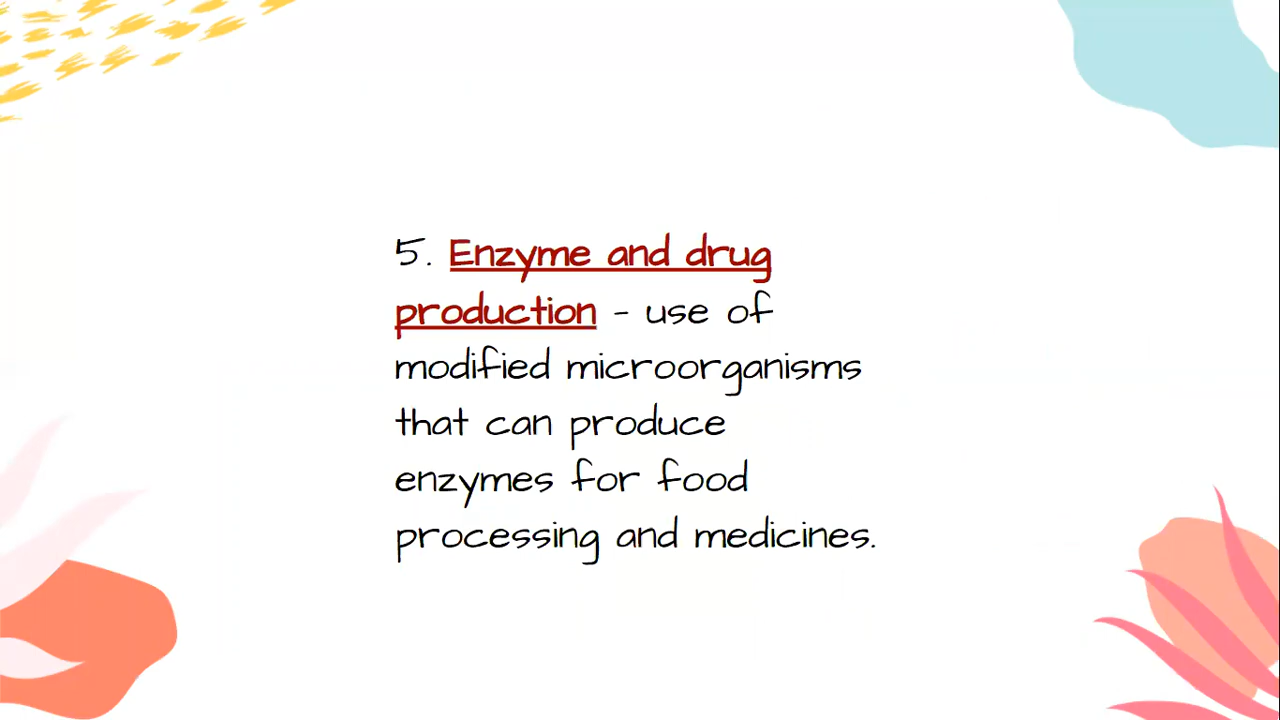 5. Enzyme and drug
production - use of
modified microorganisms
that can produce
enzymes for food
processing and medicines.